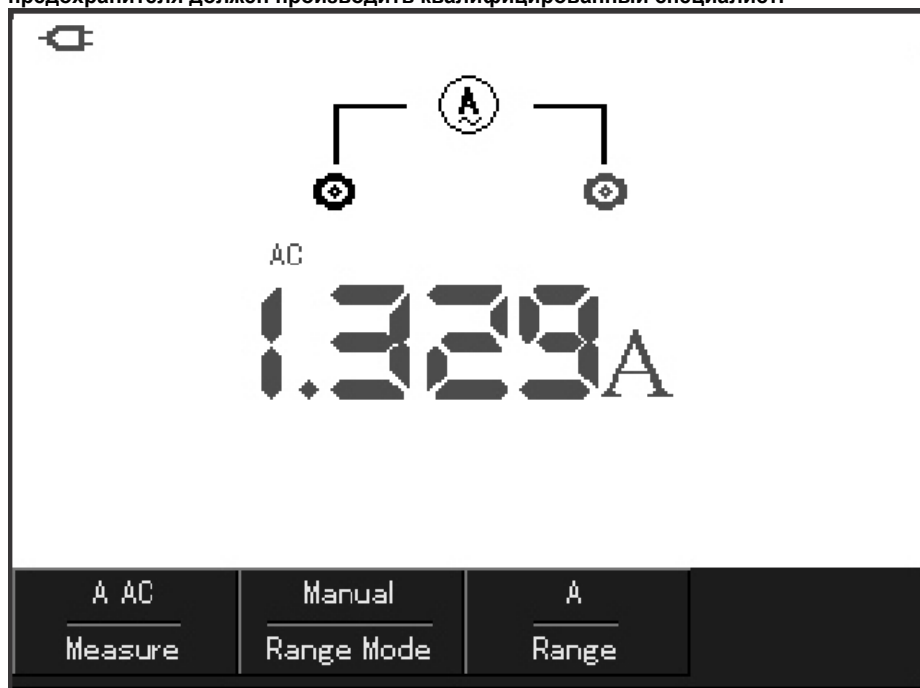 предохранителя должен производить квалифицированный специалист.
A
AC
1.329A
A AC
Manual
A
Measure
Range Mode
Range